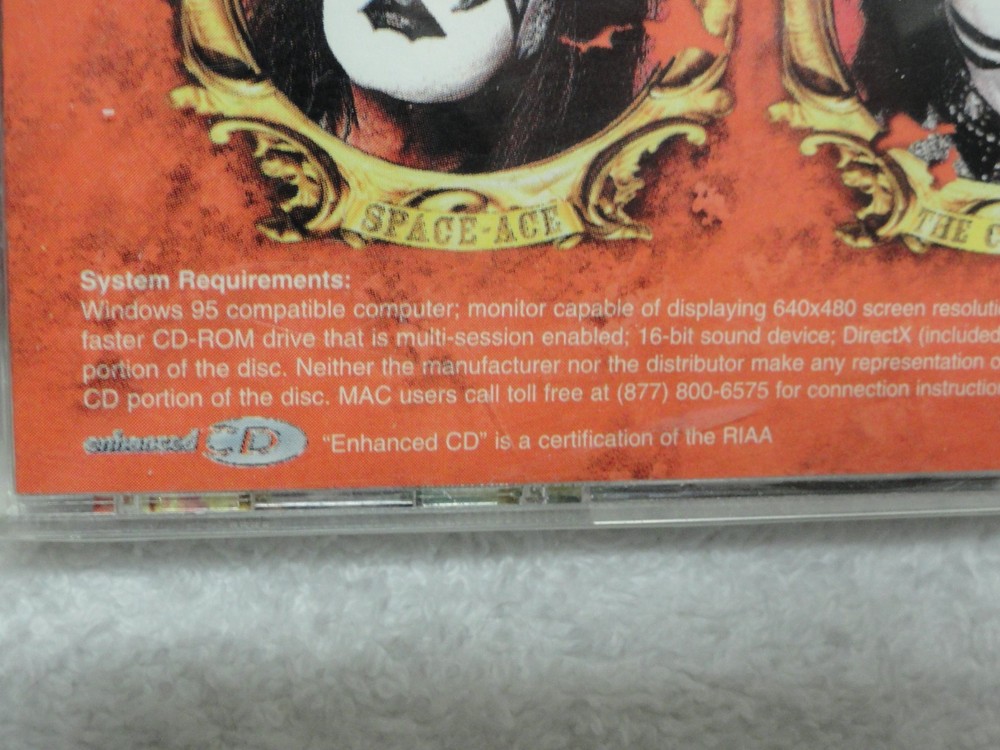 SPACE-ACE
THE
System Requirements:
Windows 95 compatible computer; monitor capable of displaying 640x480 screen
faster CD-ROM drive that is multi-session enabled; 16-bit sound device; DirectX (included
portion of the disc. Neither the manufacturer nor the distributor make any representation
CD portion of the disc. MAC users call toll free at (877) 800-6575 for connection
enhanced CD "Enhanced CD" is a certification of the RIAA